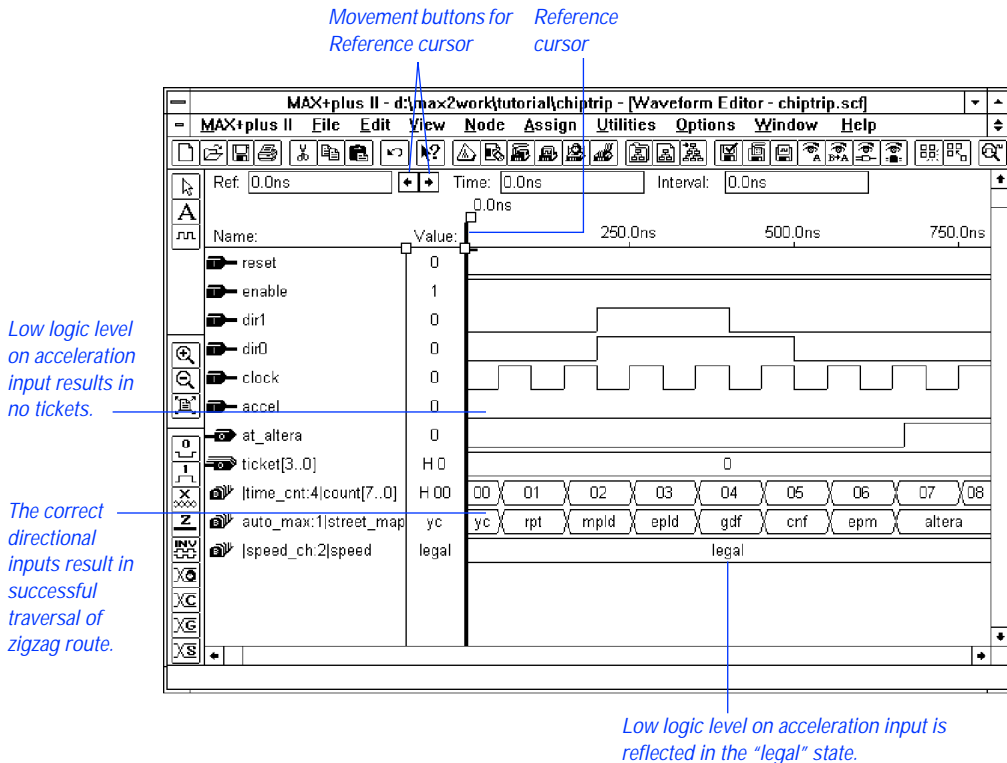 Movement buttons for
Reference cursor
Reference
cursor
MAX+plus II - d:\max2work\tutorial\chiptrip - [Waveform Editor - chiptrip.scf]
MAX+plus II File Edit View Node Assign Utilities Options Window Help
Ref: 0.0ns Time: 0.0ns Interval: 0.0ns
0.0ns
Name: Value: 250.0ns 500.0ns 750.0ns
reset 0
enable 1
dir1 0
dir0 0
clock 0
accel 0
at_altera 0
ticket[3..0] H 0 0
|time_cnt:4|count[7..0] H 00 00 01 02 03 04 05 06 07 08
auto_max:1|street_map yc yc rpt mpld epld gdf cnf epm altera
|speed_ch:2|speed legal legal
A
0
1
X
Z
INV
C
G
S
Low logic level
on acceleration
input results in
no tickets.
The correct
directional
inputs result in
successful
traversal of
zigzag route.
Low logic level on acceleration input is
reflected in the “legal” state.